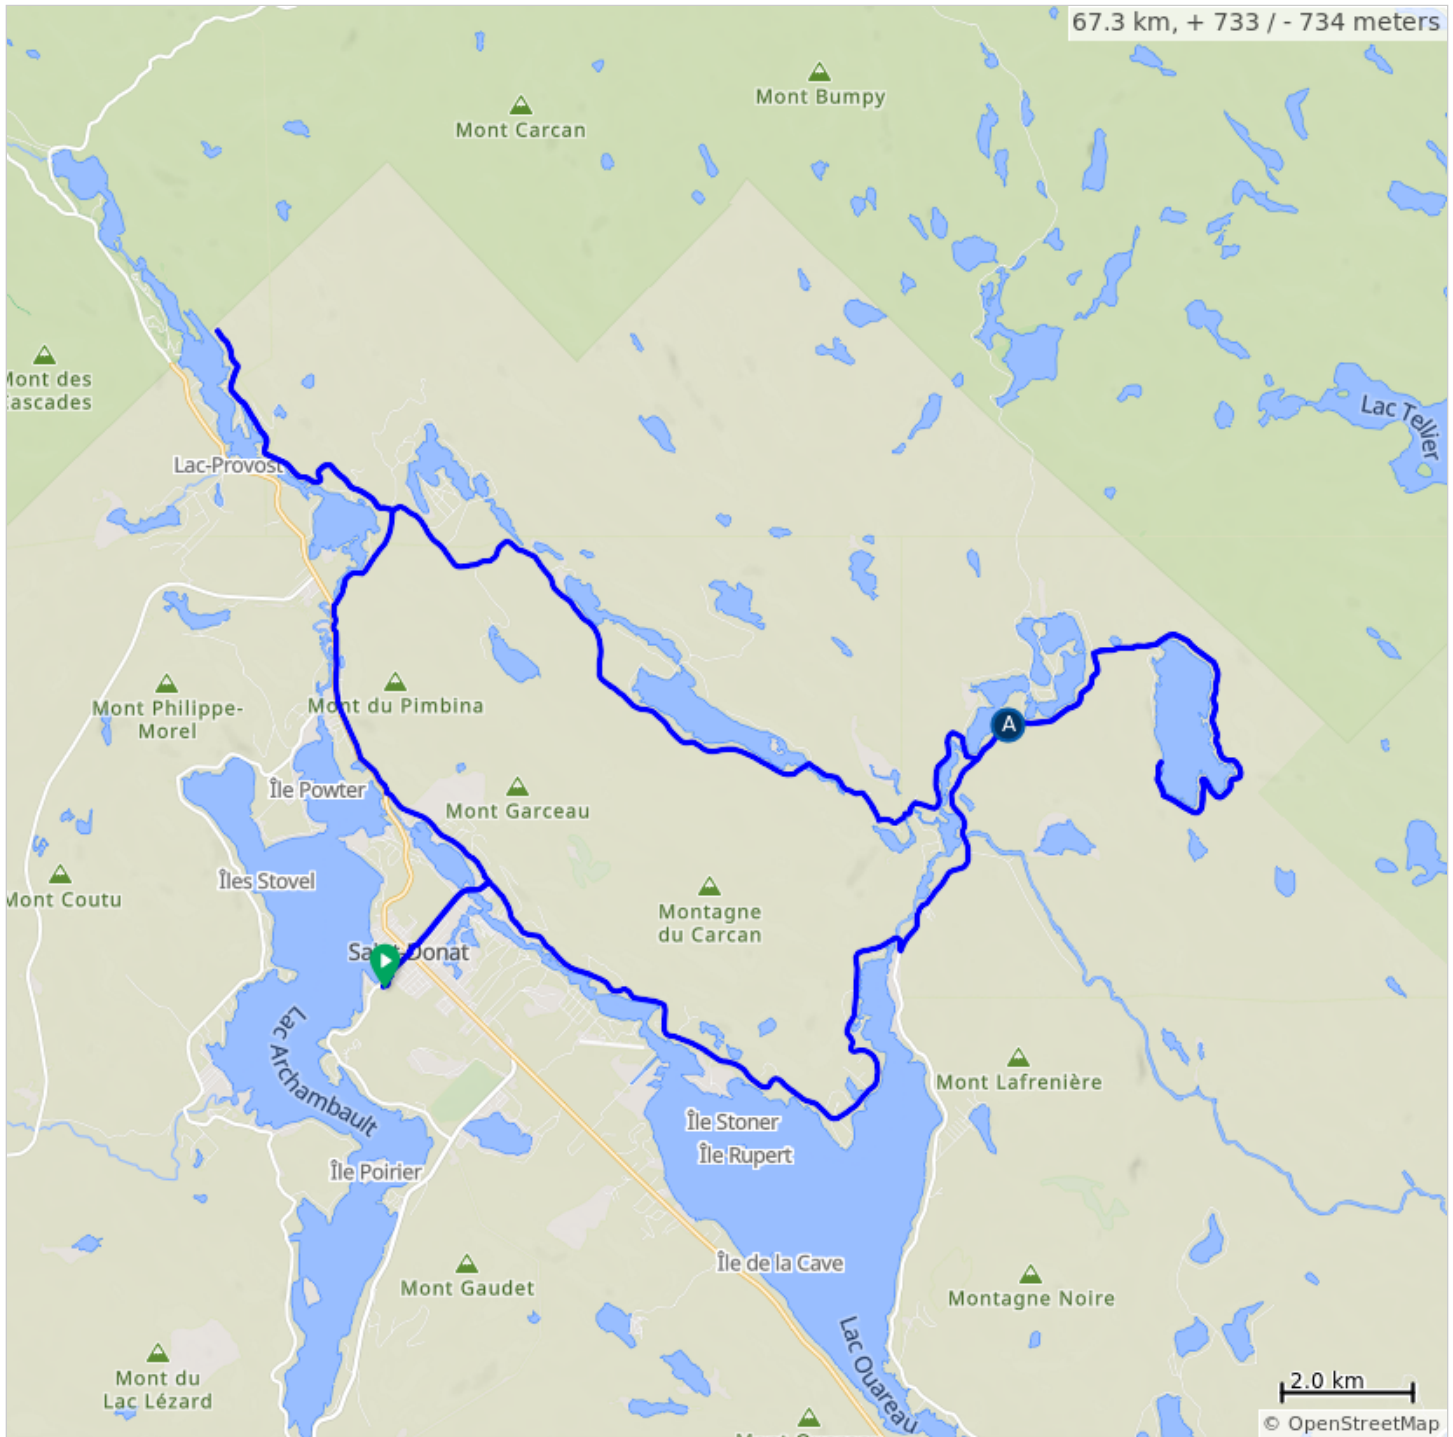 67.3 km, + 733 / - 734 meters
Mont Bumpy
Mont Carcan
Mont des
Cascades
Lac Tellier
Lac-Provost
Mont Philippe-
Morel
Mont du Pimbina
A
Île Powter
Mont Garceau
Îles Stovel
Mont Coutu
Montagne
du Carcan
Saint-Donat
Lac Archambault
Mont Lafrenière
Île Stoner
Île Rupert
Île Poirier
Île de la Cave
Mont Gaudet
Montagne Noire
Lac Ouareau
Mont du
Lac Lézard
2.0 km
© OpenStreetMap